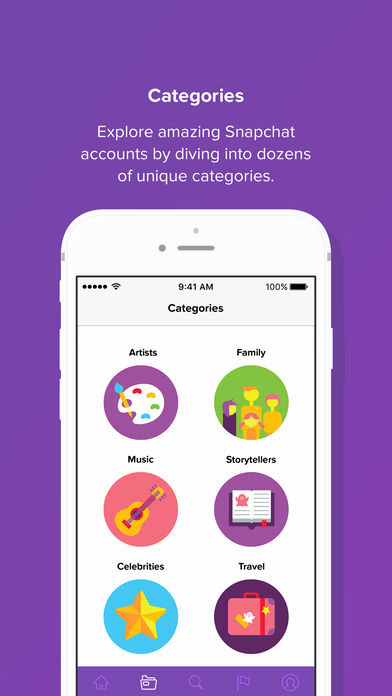 Categories
Explore amazing Snapchat
accounts by diving into dozens
of unique categories.
9:41 AM 100%
Categories
Artists Family
Music Storytellers
Celebrities Travel